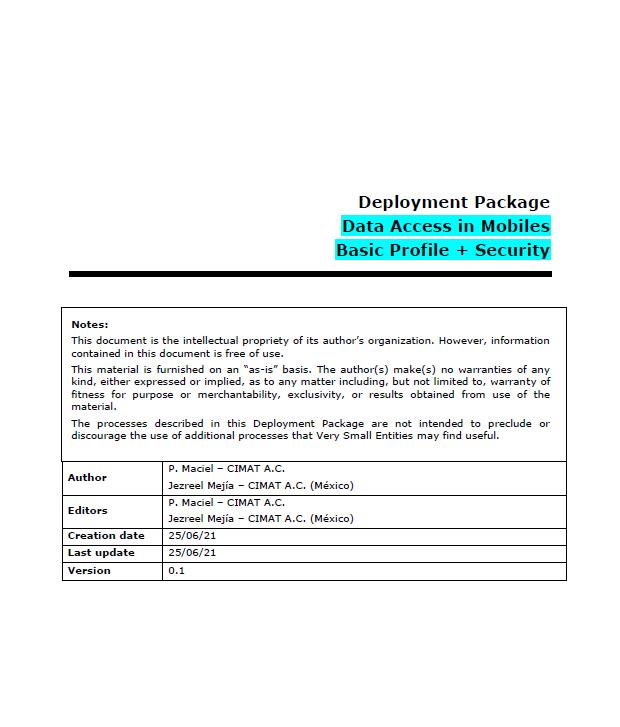 Deployment Package
Data Access in Mobiles
Basic Profile + Security
Notes:
This document is the intellectual propriety of its author's organization. However, information
contained in this document is free of use.
This material is furnished on an "as-is" basis. The author(s) make(s) no warranties of any
kind, either expressed or implied, as to any matter including, but not limited to, warranty of
fitness for purpose or merchantability, exclusivity, or results obtained from use of the
material.
The processes described in this Deployment Package are not intended to preclude or
discourage the use of additional processes that Very Small Entities may find useful.
Author
P. Maciel – CIMAT A.C.
Jezreel Mejía – CIMAT A.C. (México)
Editors
P. Maciel – CIMAT A.C.
Jezreel Mejía – CIMAT A.C. (México)
Creation date 25/06/21
Last update 25/06/21
Version 0.1